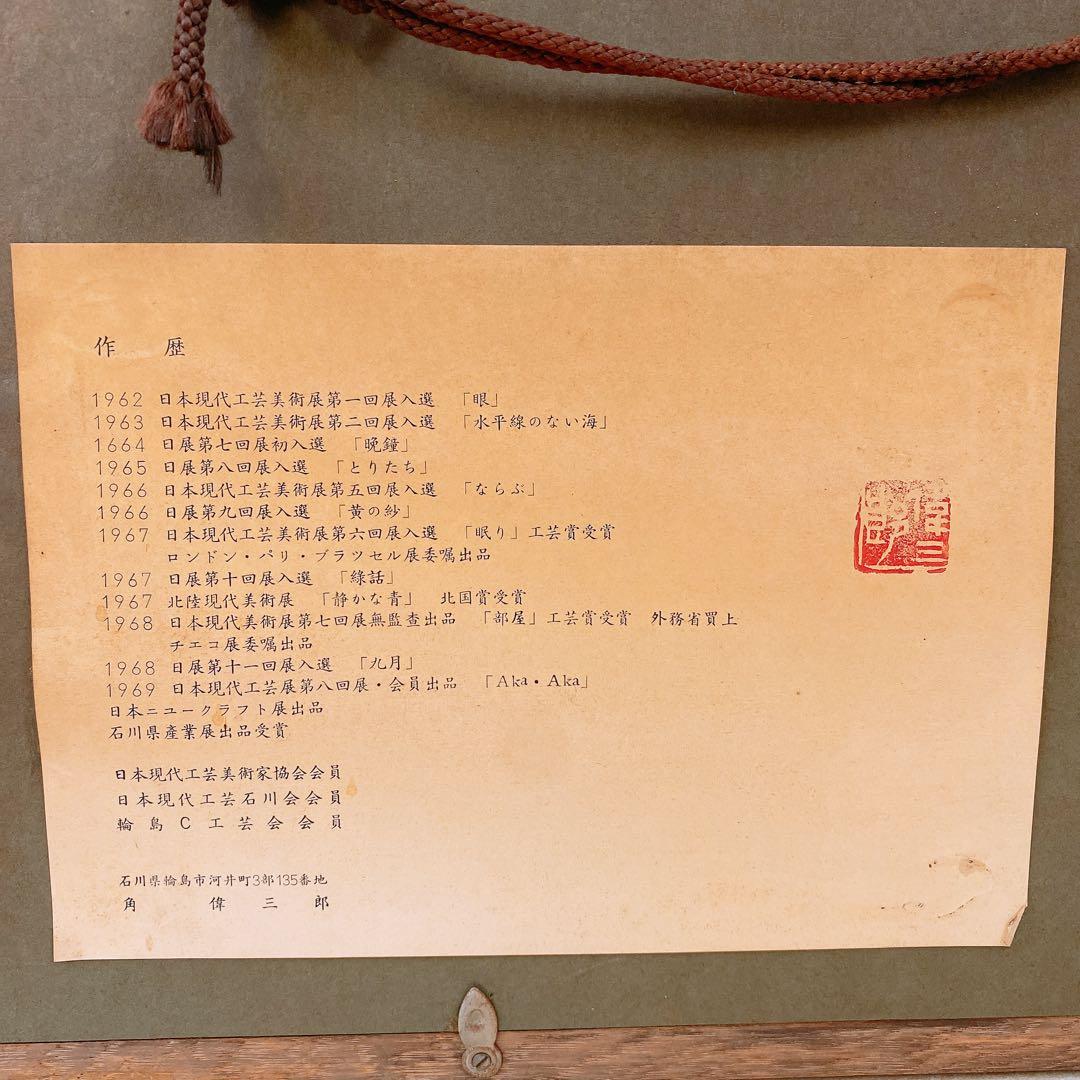 作　歴
1962 日本現代工芸美術展第一回展入選　「眼」
1963 日本現代工芸美術展第二回展入選　「水平線のない海」
1664 日展第七回展初入選　「晩鐘」
1965 日展第八回展入選　「とりたち」
1966 日本現代工芸美術展第五回展入選　「ならぶ」
1966 日展第九回展入選　「黄の紗」
1967 日本現代工芸美術展第六回展入選　「眠り」工芸賞受賞
ロンドン・パリ・ブラツセル展委嘱出品
1967 日展第十回展入選　「綠話」
1967 北陸現代美術展　「静かな青」　北国賞受賞
1968 日本現代工芸美術展第七回展無監査出品　「部屋」工芸賞受賞　外務省買上
チエコ展委嘱出品
1968 日展第十一回展入選　「九月」
1969 日本現代工芸展第八回展・会員出品　「Aka・Aka」
日本ニユークラフト展出品
石川県産業展出品受賞
日本現代工芸美術家協会会員
日本現代工芸石川会会員
輪島C工芸会会員
石川県輪島市河井町3部135番地
角　偉三郎
偉三郎